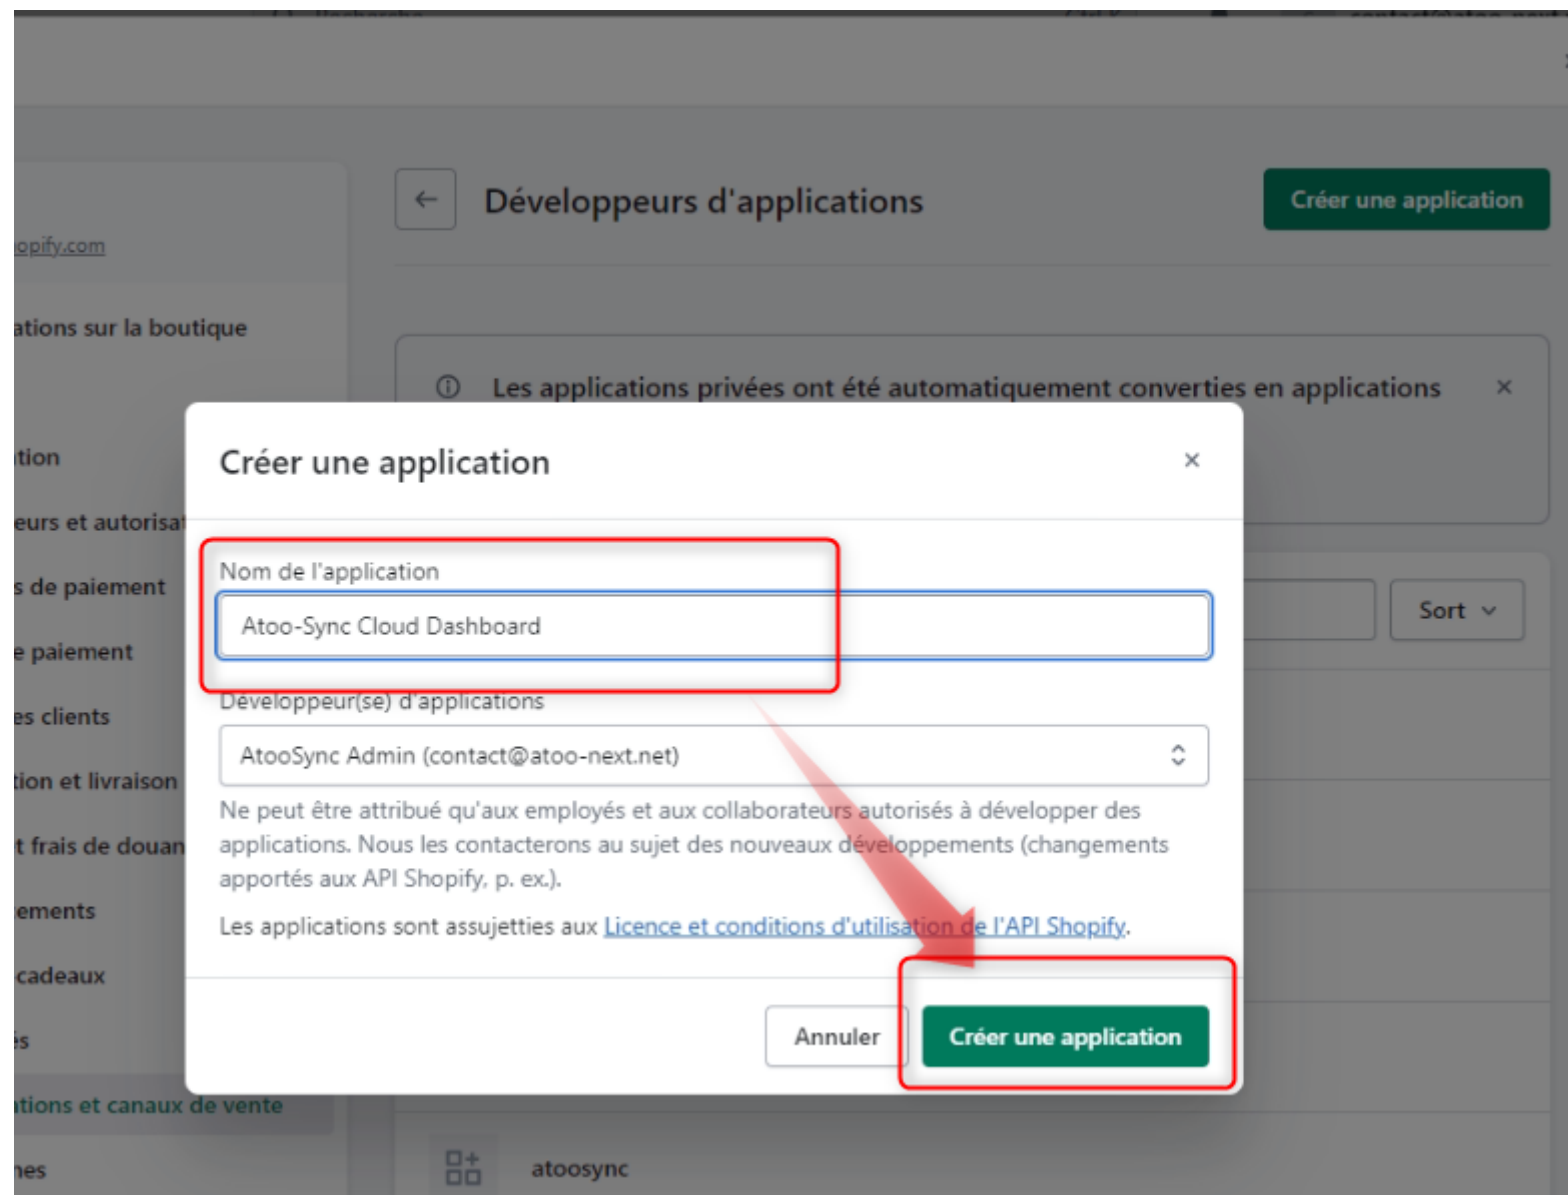 Développeurs d'applications
Créer une application
opify.com
ations sur la boutique
Les applications privées ont été automatiquement converties en applications
tion
Créer une application
eurs et autorisat
Nom de l'application
s de paiement
Atoo-Sync Cloud Dashboard
Sort
e paiement
Développeur(se) d'applications
es clients
AtooSync Admin (contact@atoo-next.net)
tion et livraison
Ne peut être attribué qu'aux employés et aux collaborateurs autorisés à développer des
t frais de douan
applications. Nous les contacterons au sujet des nouveaux développements (changements
apportés aux API Shopify, p. ex.).
ements
Les applications sont assujetties aux Licence et conditions d'utilisation de l'API Shopify.
cadeaux
Annuler
Créer une application
és
ations et canaux de vente
nes
atoosync